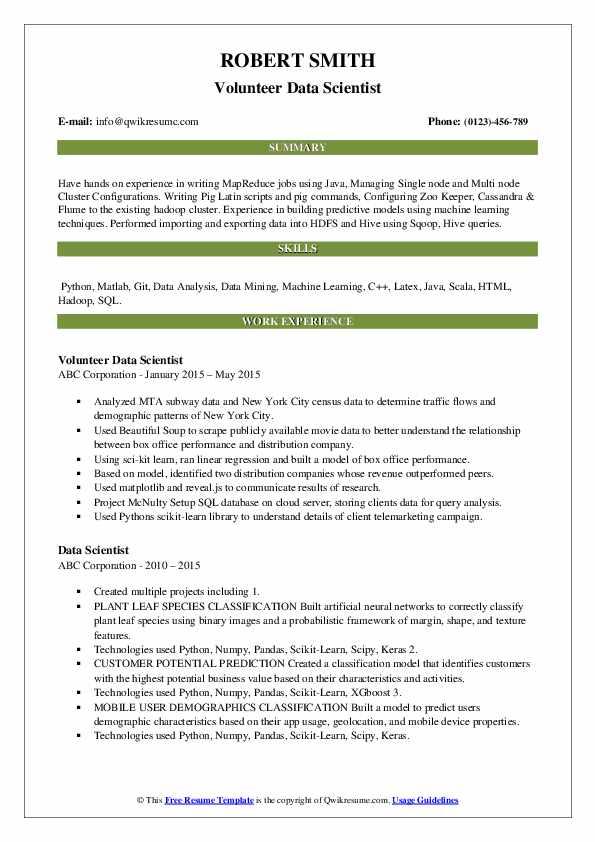 ROBERT SMITH
Volunteer Data Scientist
E-mail: info@qwikresume.com
Phone: (0123)-456-789
SUMMARY
Have hands on experience in writing MapReduce jobs using Java, Managing Single node and Multi node
Cluster Configurations. Writing Pig Latin scripts and pig commands, Configuring Zoo Keeper, Cassandra &
Flume to the existing hadoop cluster. Experience in building predictive models using machine learning
techniques. Performed importing and exporting data into HDFS and Hive using Sqoop, Hive queries.
SKILLS
Python, Matlab, Git, Data Analysis, Data Mining, Machine Learning, C++, Latex, Java, Scala, HTML,
Hadoop, SQL.
WORK EXPERIENCE
Volunteer Data Scientist
ABC Corporation - January 2015 – May 2015
▪ Analyzed MTA subway data and New York City census data to determine traffic flows and
demographic patterns of New York City.
▪ Used Beautiful Soup to scrape publicly available movie data to better understand the relationship
between box office performance and distribution company.
▪ Using sci-kit learn, ran linear regression and built a model of box office performance.
▪ Based on model, identified two distribution companies whose revenue outperformed peers.
▪ Used matplotlib and reveal.js to communicate results of research.
▪ Project McNulty Setup SQL database on cloud server, storing clients data for query analysis.
▪ Used Pythons scikit-learn library to understand details of client telemarketing campaign.
Data Scientist
ABC Corporation - 2010 – 2015
▪ Created multiple projects including 1.
▪ PLANT LEAF SPECIES CLASSIFICATION Built artificial neural networks to correctly classify
plant leaf species using binary images and a probabilistic framework of margin, shape, and texture
features.
▪ Technologies used Python, Numpy, Pandas, Scikit-Learn, Scipy, Keras 2.
▪ CUSTOMER POTENTIAL PREDICTION Created a classification model that identifies customers
with the highest potential business value based on their characteristics and activities.
▪ Technologies used Python, Numpy, Pandas, Scikit-Learn, XGboost 3.
▪ MOBILE USER DEMOGRAPHICS CLASSIFICATION Built a model to predict users
demographic characteristics based on their app usage, geolocation, and mobile device properties.
▪ Technologies used Python, Numpy, Pandas, Scikit-Learn, Scipy, Keras.
© This Free Resume Template is the copyright of Qwikresume.com. Usage Guidelines